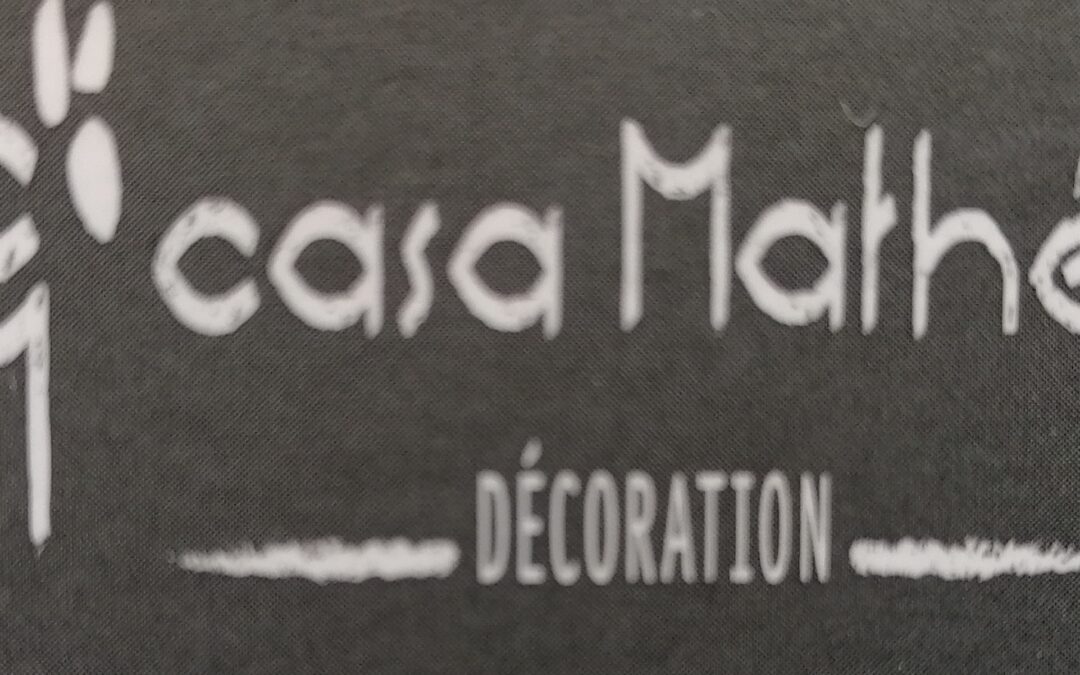 casa Mathé
DÉCORATION